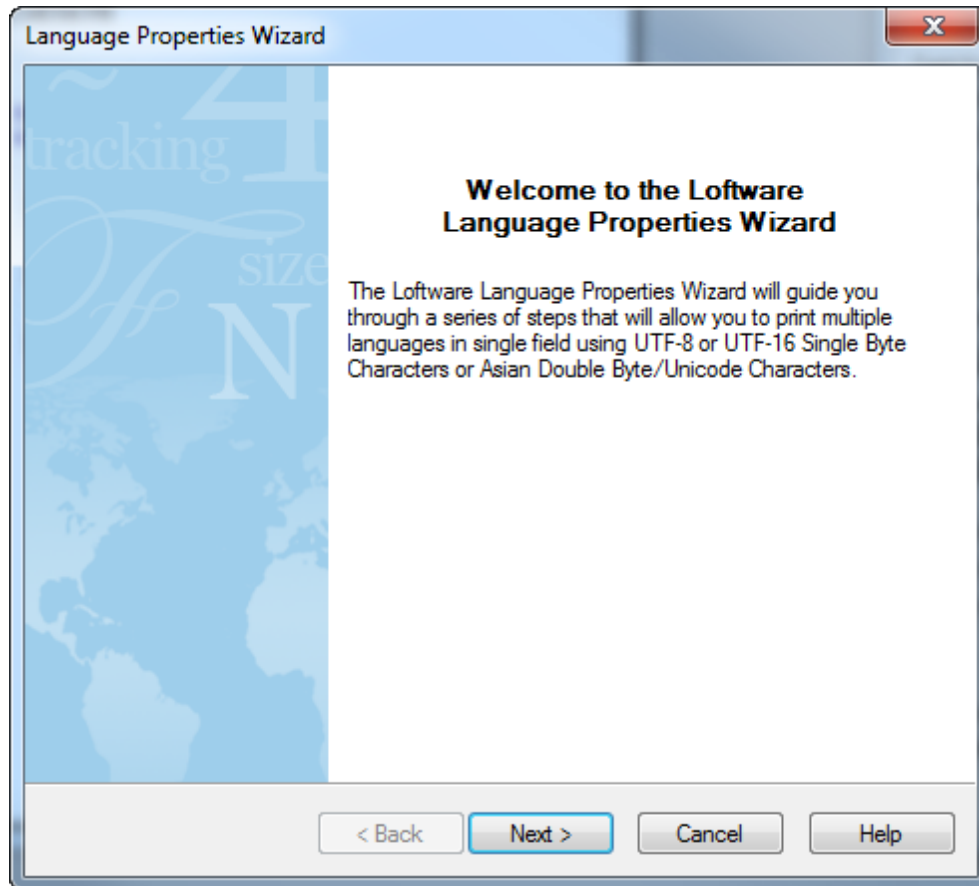 Language Properties Wizard
~ 4
tracking
F
size
N
Welcome to the Loftware
Language Properties Wizard
The Loftware Language Properties Wizard will guide you
through a series of steps that will allow you to print multiple
languages in single field using UTF-8 or UTF-16 Single Byte
Characters or Asian Double Byte/Unicode Characters.
< Back Next > Cancel Help